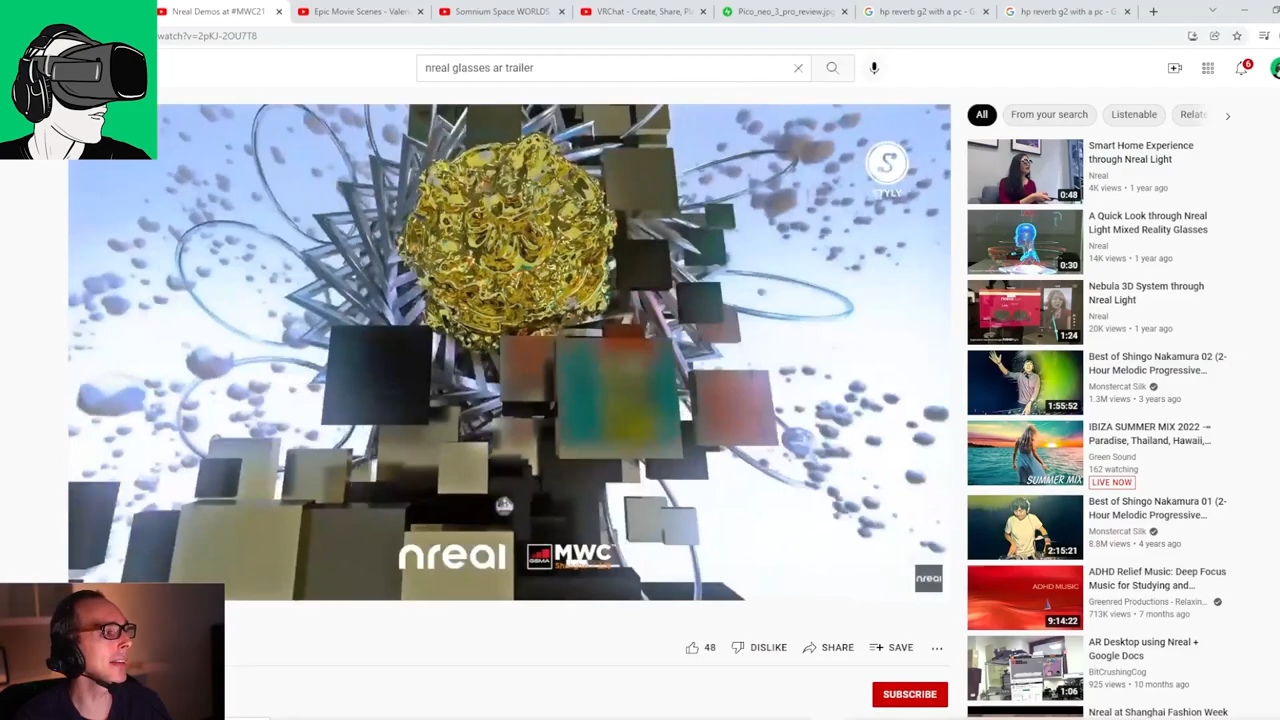 Nreal Demos at #MWC21
Epic Movie Scenes - Valer
Somnium Space WORLDS
VRChat - Create, Share, Pl
Pico_neo_3_pro_review.jpg
hp reverb g2 with a pc - G
hp reverb g2 with a pc - G
watch?v=2pKJ-2OU7T8
nreal glasses ar trailer
6
All
From your search
Listenable
Relate
S
STYLY
nreal
GSMA
MWC
nreal
48
DISLIKE
SHARE
SAVE
SUBSCRIBE
0:48
Smart Home Experience
through Nreal Light
Nreal
4K views • 1 year ago
0:30
A Quick Look through Nreal
Light Mixed Reality Glasses
Nreal
14K views • 1 year ago
1:24
Nebula 3D System through
Nreal Light
Nreal
20K views • 1 year ago
1:55:52
Best of Shingo Nakamura 02 (2-
Hour Melodic Progressive...
Monstercat Silk
1.3M views • 3 years ago
SUMMER MIX
IBIZA SUMMER MIX 2022
Paradise, Thailand, Hawaii,...
Green Sound
162 watching
LIVE NOW
2:15:21
Best of Shingo Nakamura 01 (2-
Hour Melodic Progressive...
Monstercat Silk
8.8M views • 4 years ago
ADHD MUSIC
9:14:22
ADHD Relief Music: Deep Focus
Music for Studying and...
Greenred Productions - Relaxin...
713K views • 7 months ago
1:06
AR Desktop using Nreal +
Google Docs
BitCrushingCog
925 views • 10 months ago
Nreal at Shanghai Fashion Week